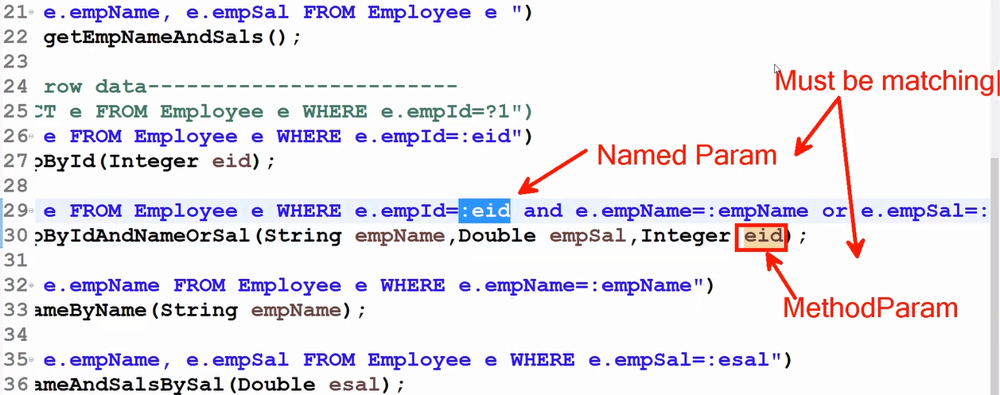 21 e.empName, e.empSal FROM Employee e ")
22 getEmpNameAndSals();
23
24 row data------------------------
Must be matching
25 CT e FROM Employee e WHERE e.empId=?1")
26 e FROM Employee e WHERE e.empId=:eid")
Named Param
27 pById(Integer eid);
28
29 e FROM Employee e WHERE e.empId=:eid and e.empName=:empName or e.empSal=:
30 pByIdAndNameOrSal(String empName,Double empSal,Integer eid);
31
32 e.empName FROM Employee e WHERE e.empName=:empName")
MethodParam
33 ameByName(String empName);
34
35 e.empName, e.empSal FROM Employee e WHERE e.empSal=:esal")
36 ameAndSalsBySal(Double esal);